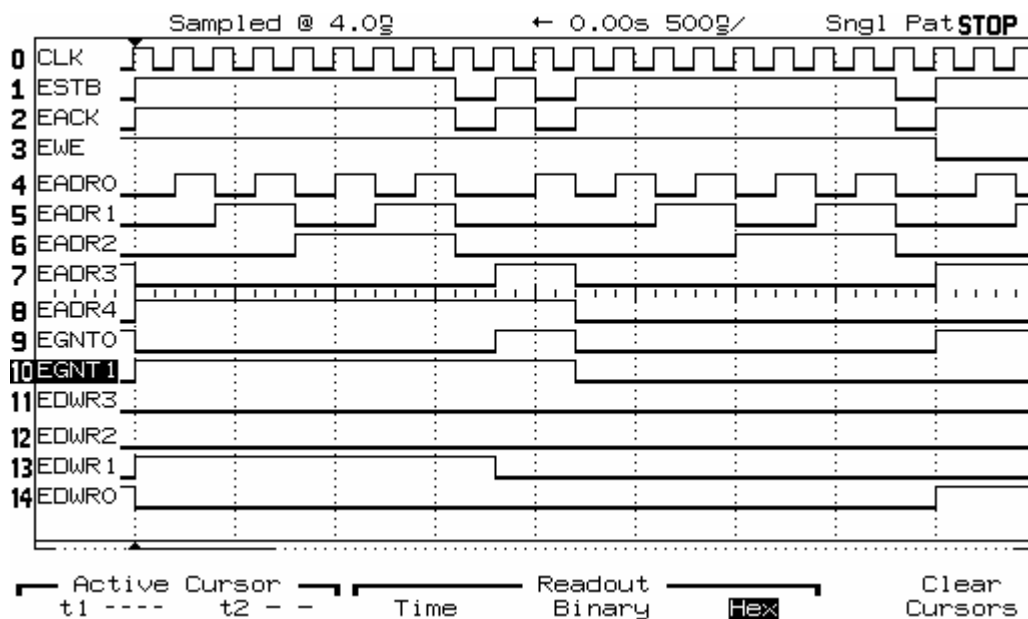 Sampled @ 4.0㎱ ← 0.00s 500㎱/ Sngl Pat STOP
0 CLK
1 ESTB
2 EACK
3 EWE
4 EADR0
5 EADR1
6 EADR2
7 EADR3
8 EADR4
9 EGNT0
10 EGNT1
11 EDWR3
12 EDWR2
13 EDWR1
14 EDWR0
Active Cursor Readout Clear
t1 ---- t2 - - Time Binary Hex Cursors